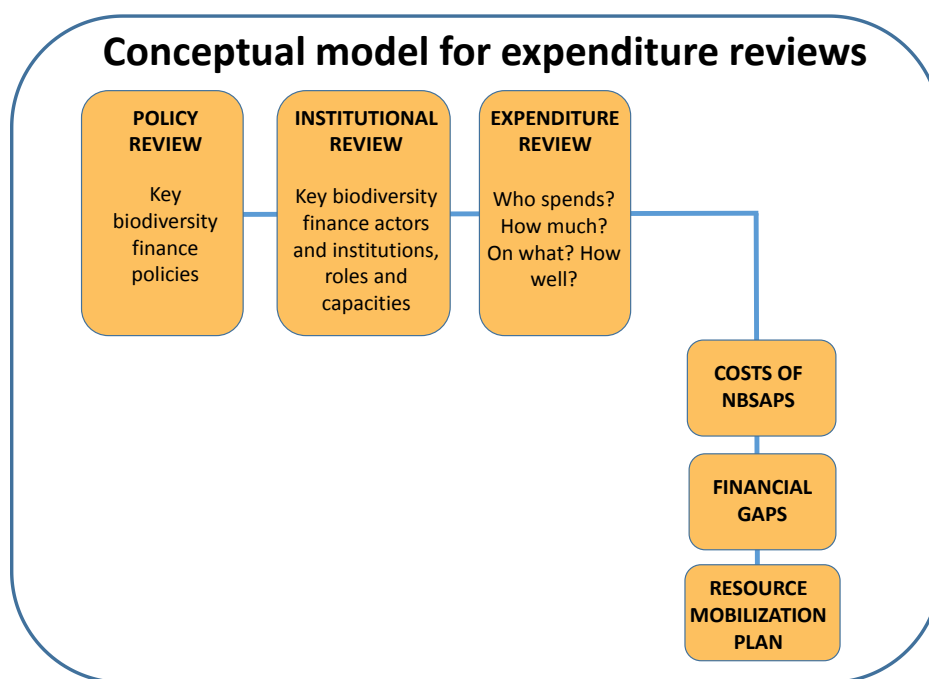 Conceptual model for expenditure reviews
POLICY
REVIEW
Key
biodiversity
finance
policies
INSTITUTIONAL
REVIEW
Key biodiversity
finance actors
and institutions,
roles and
capacities
EXPENDITURE
REVIEW
Who spends?
How much?
On what? How
well?
COSTS OF
NBSAPS
FINANCIAL
GAPS
RESOURCE
MOBILIZATION
PLAN